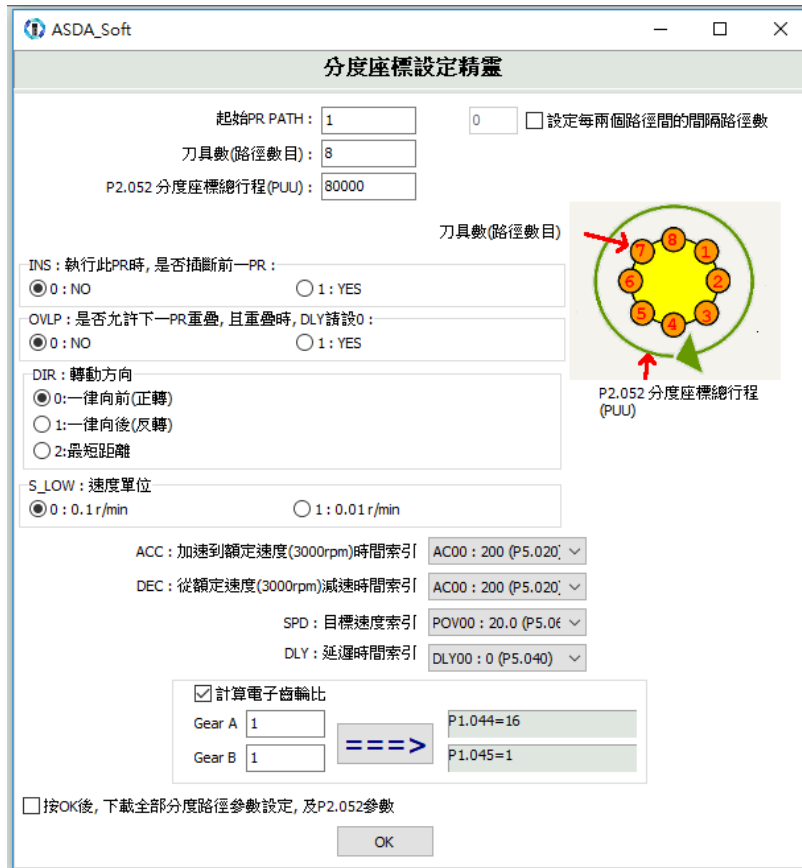 ASDA_Soft
分度座標設定精靈
起始PR PATH : 1
0 設定每兩個路徑間的間隔路徑數
刀具數(路徑數目) : 8
P2.052 分度座標總行程(PUU) : 80000
刀具數(路徑數目)
8
7
1
6
2
5
3
4
P2.052 分度座標總行程
(PUU)
INS : 執行此PR時, 是否插斷前一PR :
0 : NO
1 : YES
OVLP : 是否允許下一PR重疊, 且重疊時, DLY請設0 :
0 : NO
1 : YES
DIR : 轉動方向
0:一律向前(正轉)
1:一律向後(反轉)
2:最短距離
S_LOW : 速度單位
0 : 0.1 r/min
1 : 0.01 r/min
ACC : 加速到額定速度(3000rpm)時間索引 AC00 : 200 (P5.020)
DEC : 從額定速度(3000rpm)減速時間索引 AC00 : 200 (P5.020)
SPD : 目標速度索引 POV00 : 20.0 (P5.06
DLY : 延遲時間索引 DLY00 : 0 (P5.040)
計算電子齒輪比
Gear A 1
===>
P1.044=16
Gear B 1
P1.045=1
按OK後, 下載全部分度路徑參數設定, 及P2.052參數
OK